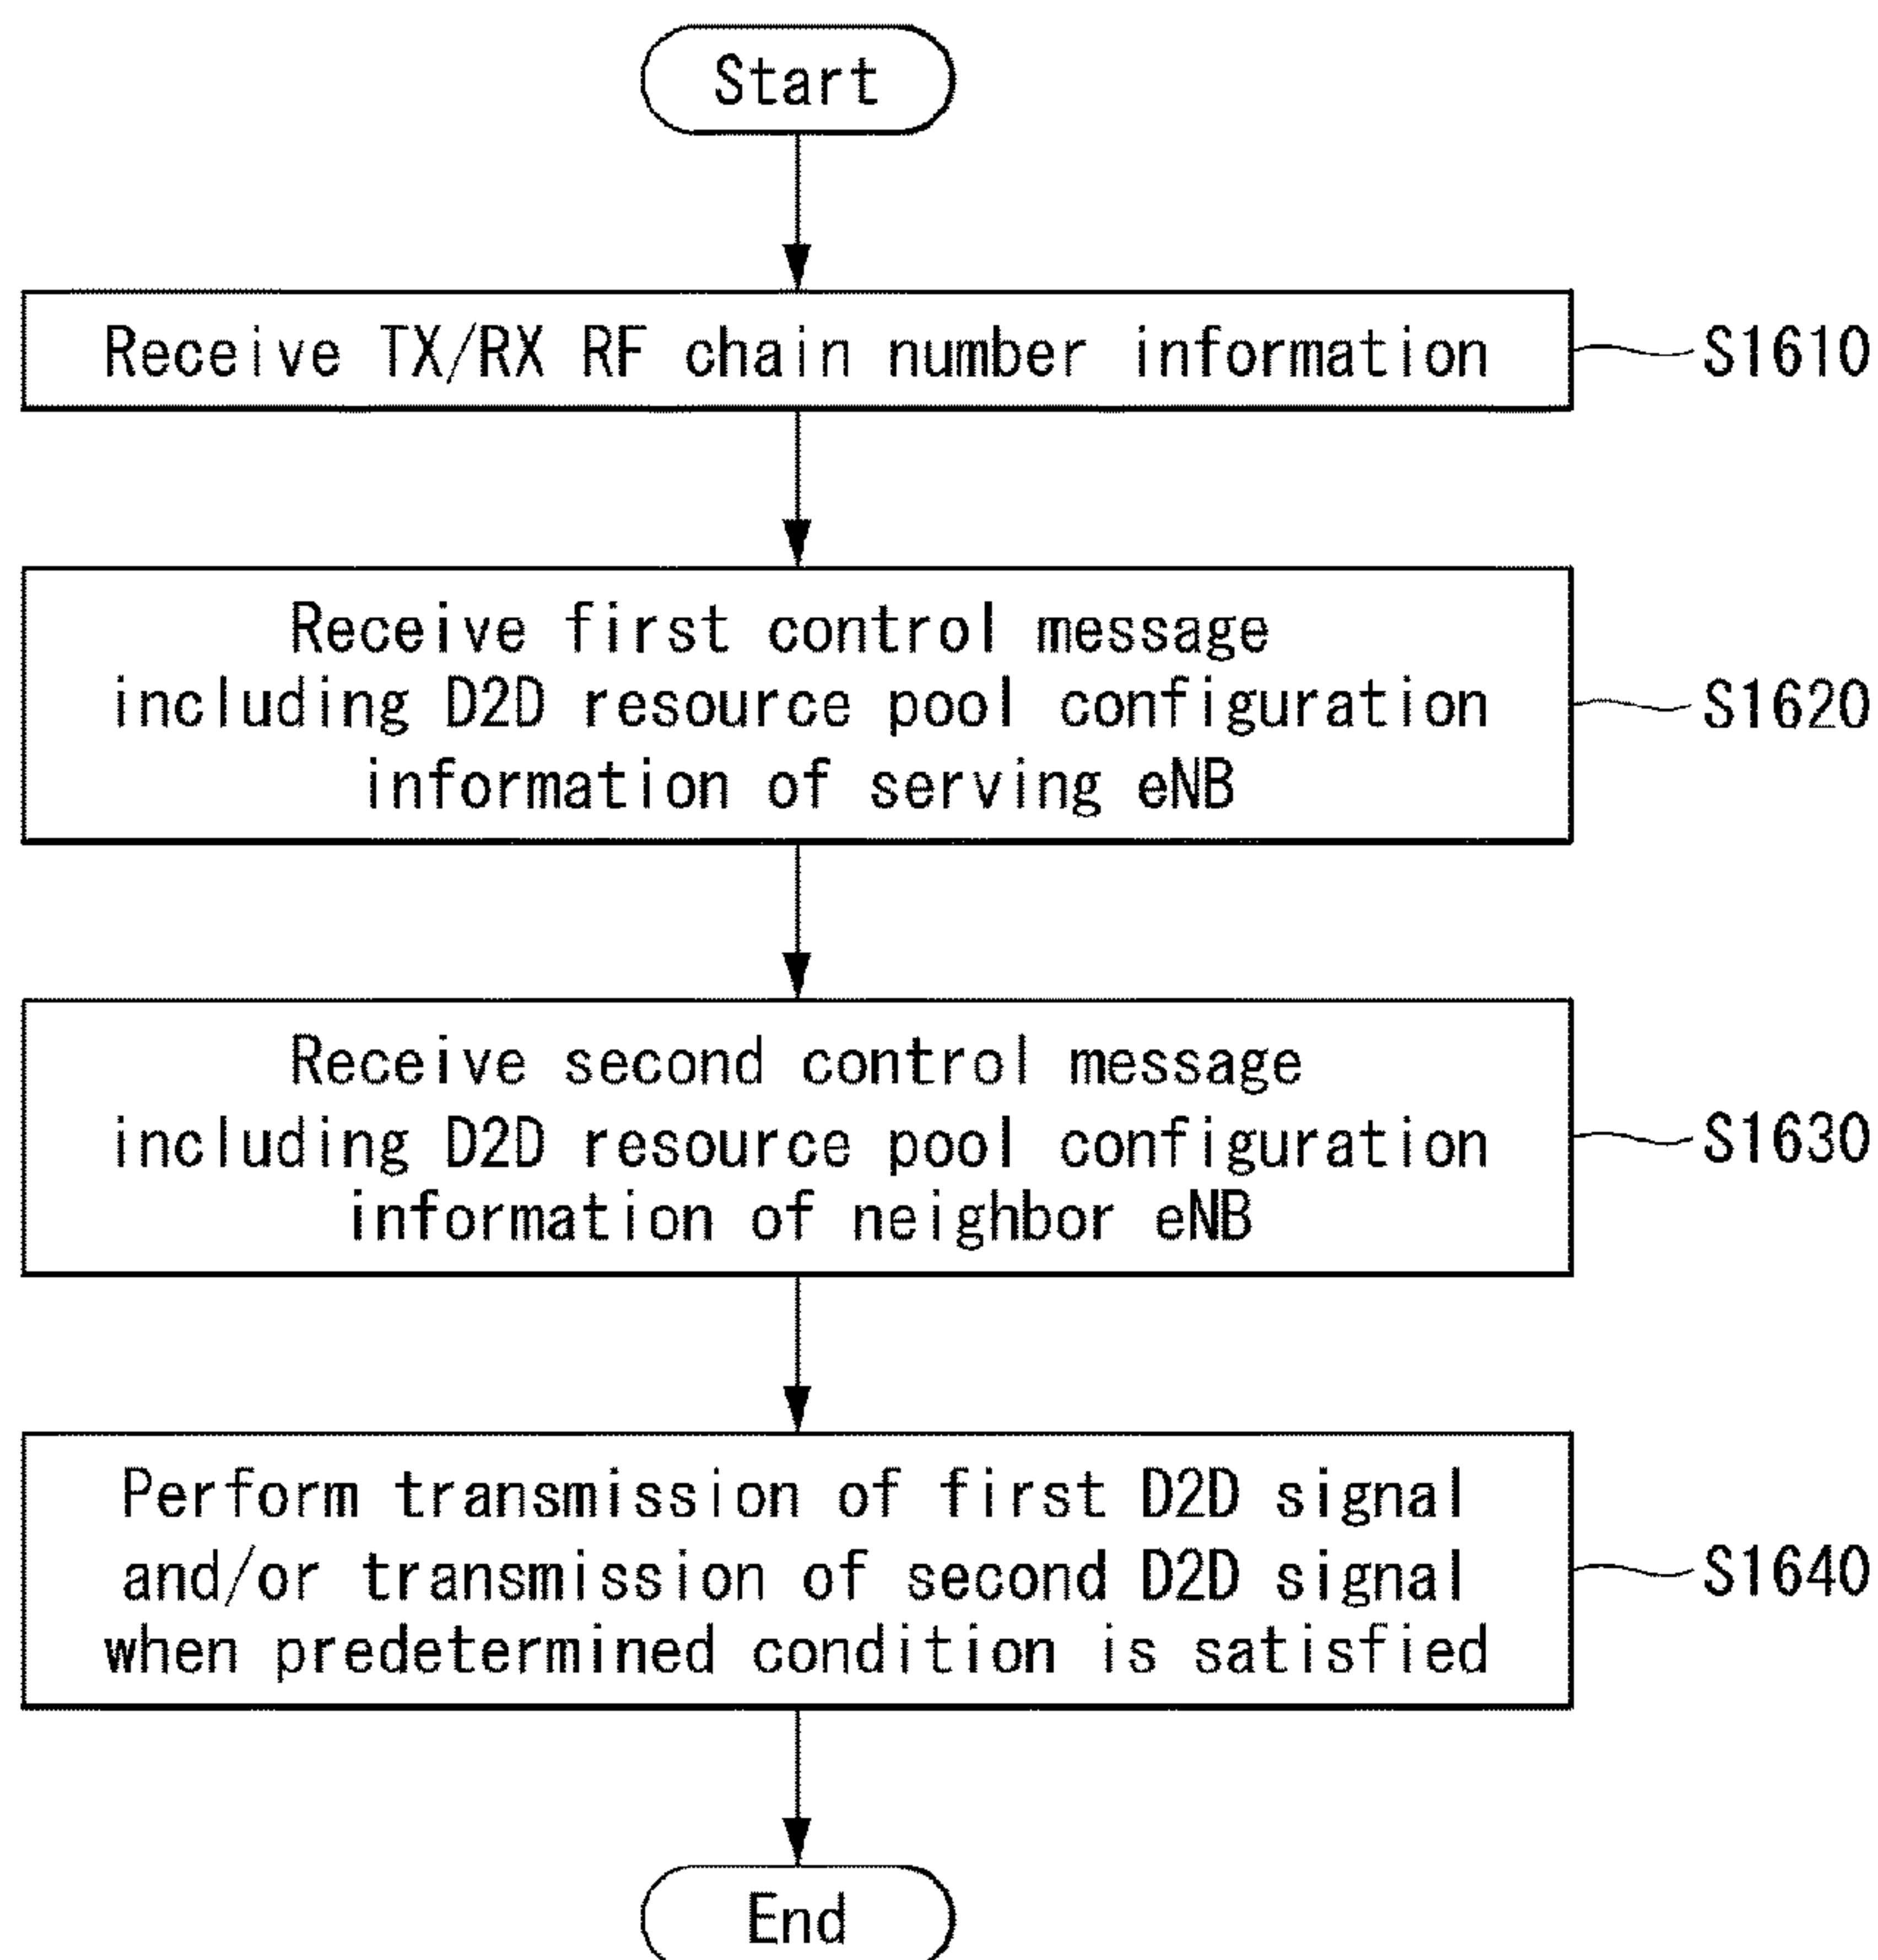 Start
Receive TX/RX RF chain number information
S1610
Receive first control message
including D2D resource pool configuration
information of serving eNB
S1620
Receive second control message
including D2D resource pool configuration
information of neighbor eNB
S1630
Perform transmission of first D2D signal
and/or transmission of second D2D signal
when predetermined condition is satisfied
S1640
End